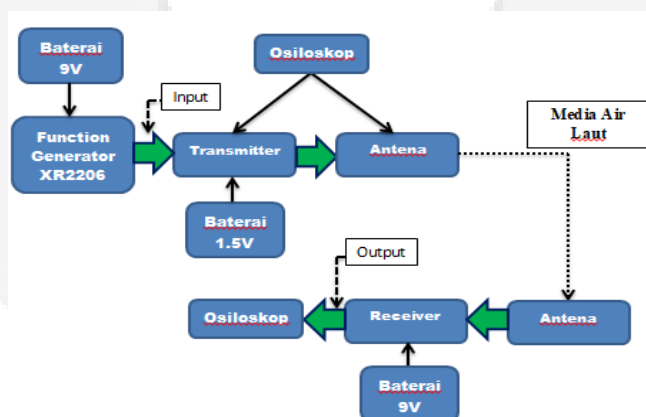 Baterai
9V
Osiloskop
Input
Function
Generator
XR2206
Transmitter
Antena
Media Air
Laut
Baterai
1.5V
Output
Osiloskop
Receiver
Antena
Baterai
9V